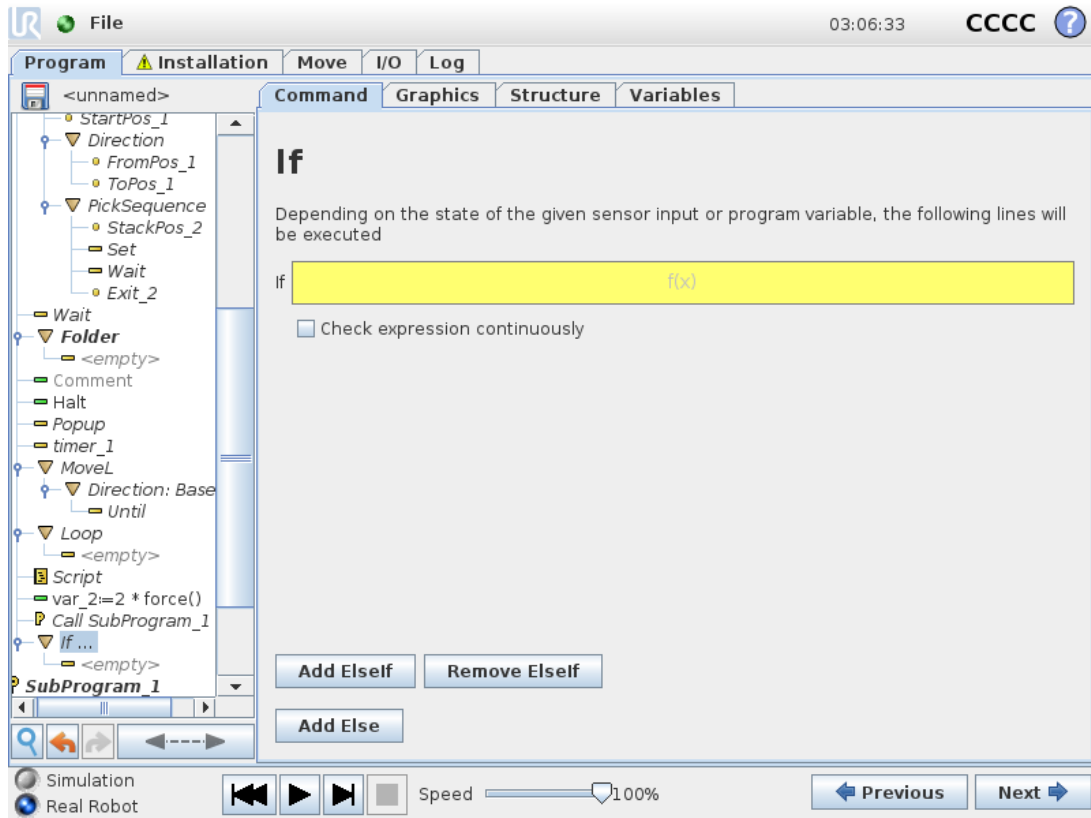 UR File 03:06:33 CCCC ?
Program Installation Move I/O Log
<unnamed>
Command Graphics Structure Variables
StartPos_1
Direction
FromPos_1
ToPos_1
PickSequence
StackPos_2
Set
Wait
Exit_2
Wait
Folder
<empty>
Comment
Halt
Popup
timer_1
MoveL
Direction: Base
Until
Loop
<empty>
Script
var_2:=2 * force()
Call SubProgram_1
If ...
<empty>
SubProgram_1
If
Depending on the state of the given sensor input or program variable, the following lines will
be executed
If f(x)
Check expression continuously
Add ElseIf Remove ElseIf
Add Else
Simulation
Real Robot
Speed 100%
Previous Next